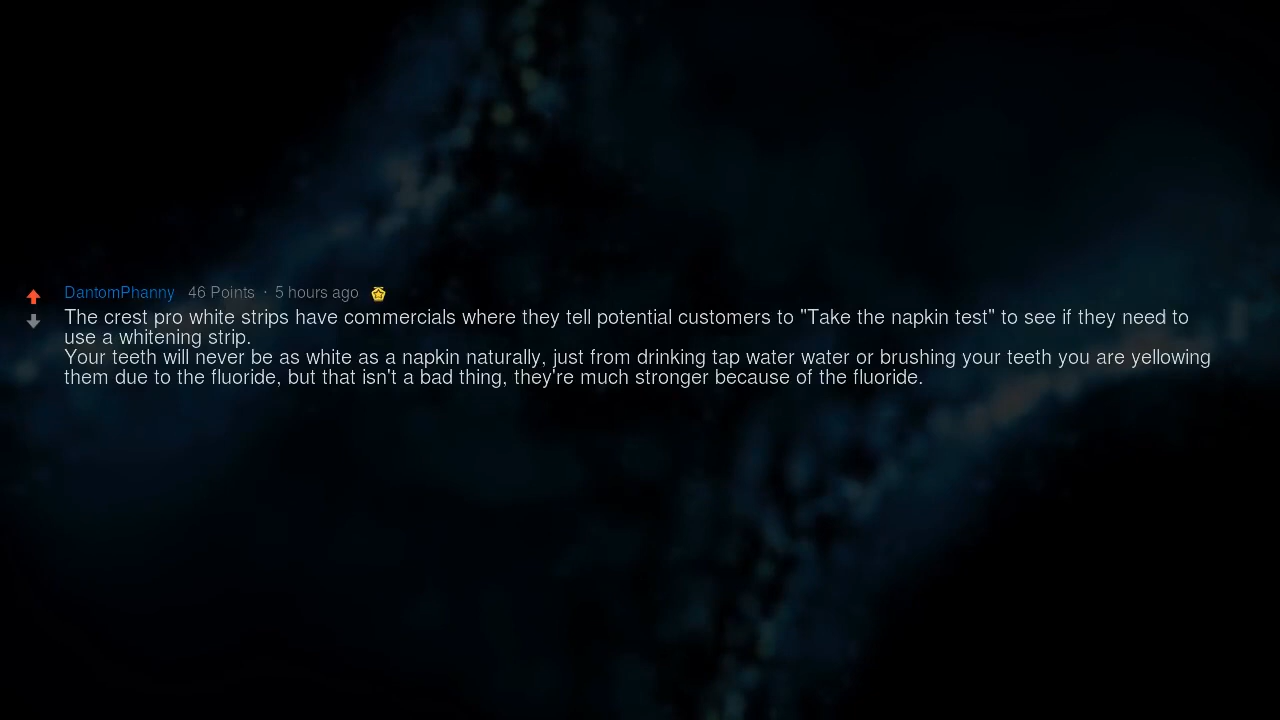 DantomPhanny 46 Points · 5 hours ago
The crest pro white strips have commercials where they tell potential customers to "Take the napkin test" to see if they need to
use a whitening strip.
Your teeth will never be as white as a napkin naturally, just from drinking tap water water or brushing your teeth you are yellowing
them due to the fluoride, but that isn't a bad thing, they're much stronger because of the fluoride.